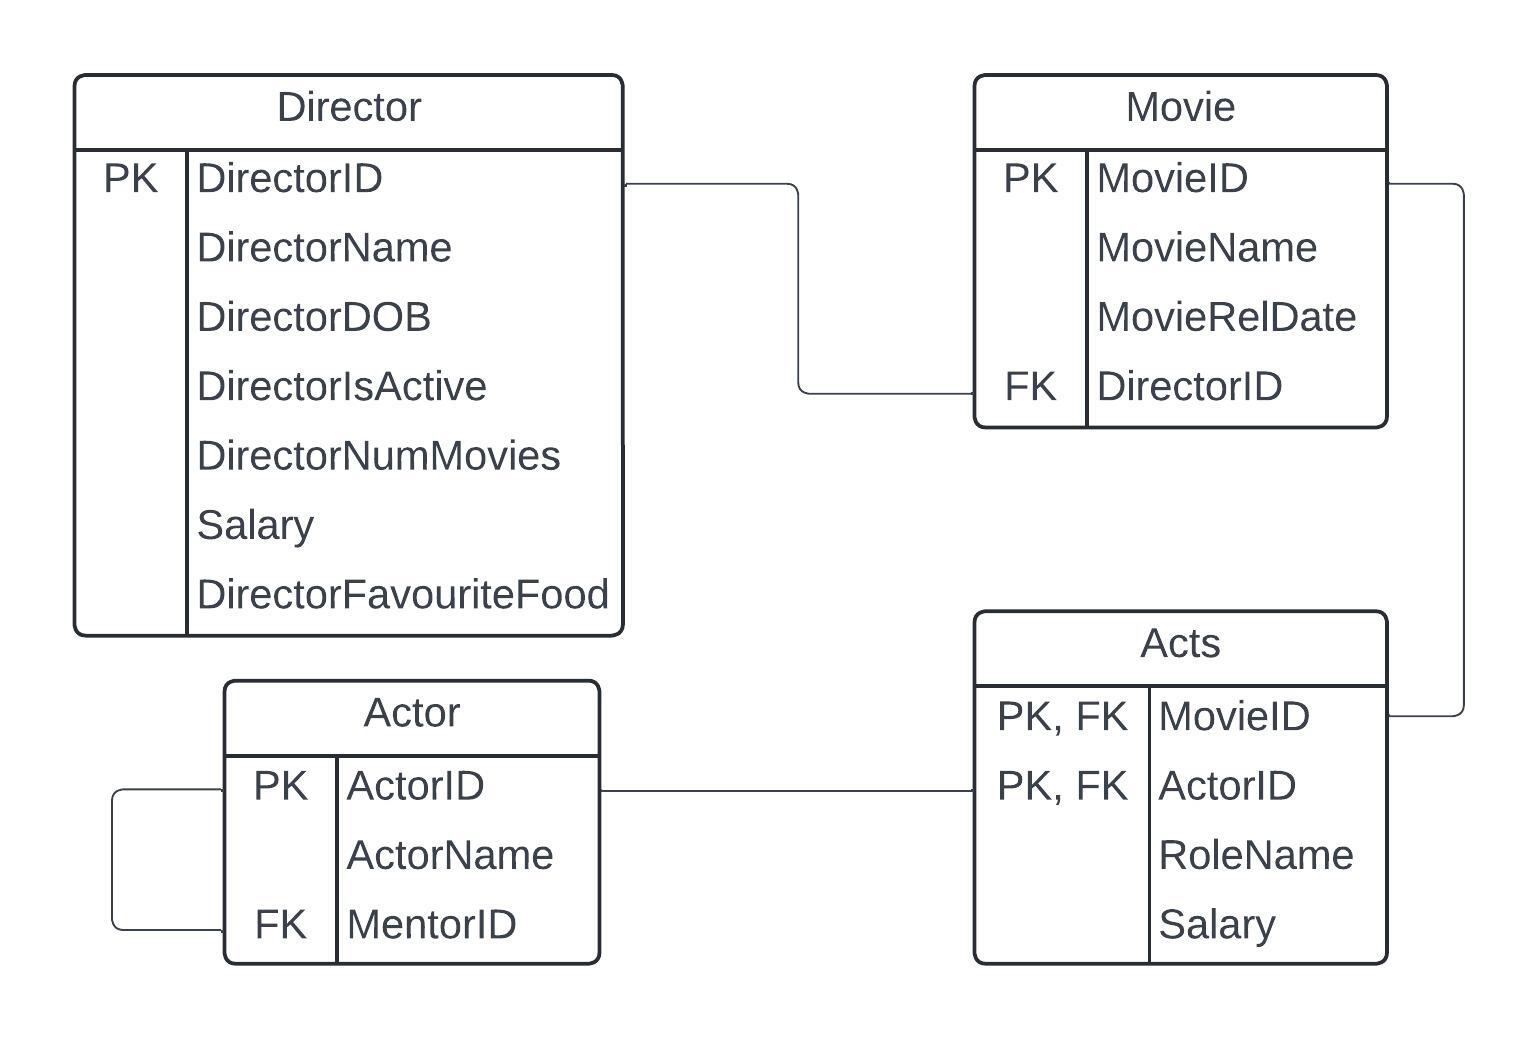 Director
PK DirectorID
DirectorName
DirectorDOB
DirectorIsActive
DirectorNumMovies
Salary
DirectorFavouriteFood
Movie
PK MovieID
MovieName
MovieRelDate
FK DirectorID
Actor
PK ActorID
ActorName
FK MentorID
Acts
PK, FK MovieID
PK, FK ActorID
RoleName
Salary